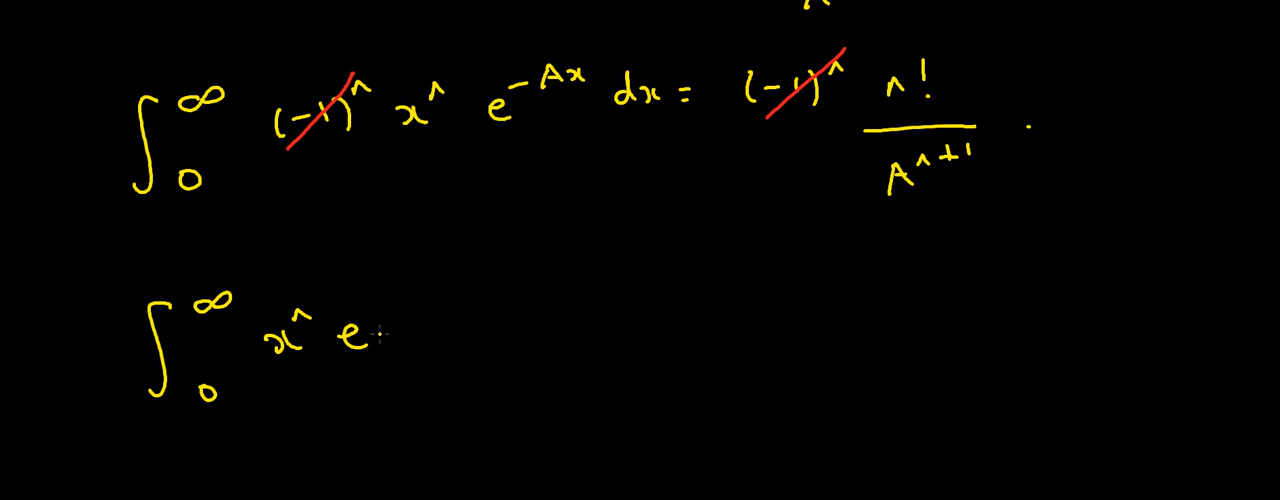 ∫₀^∞ (-1)^n x^n e^{-Ax} dx = (-1)^n n!/A^{n+1} .
∫₀^∞ x^n e